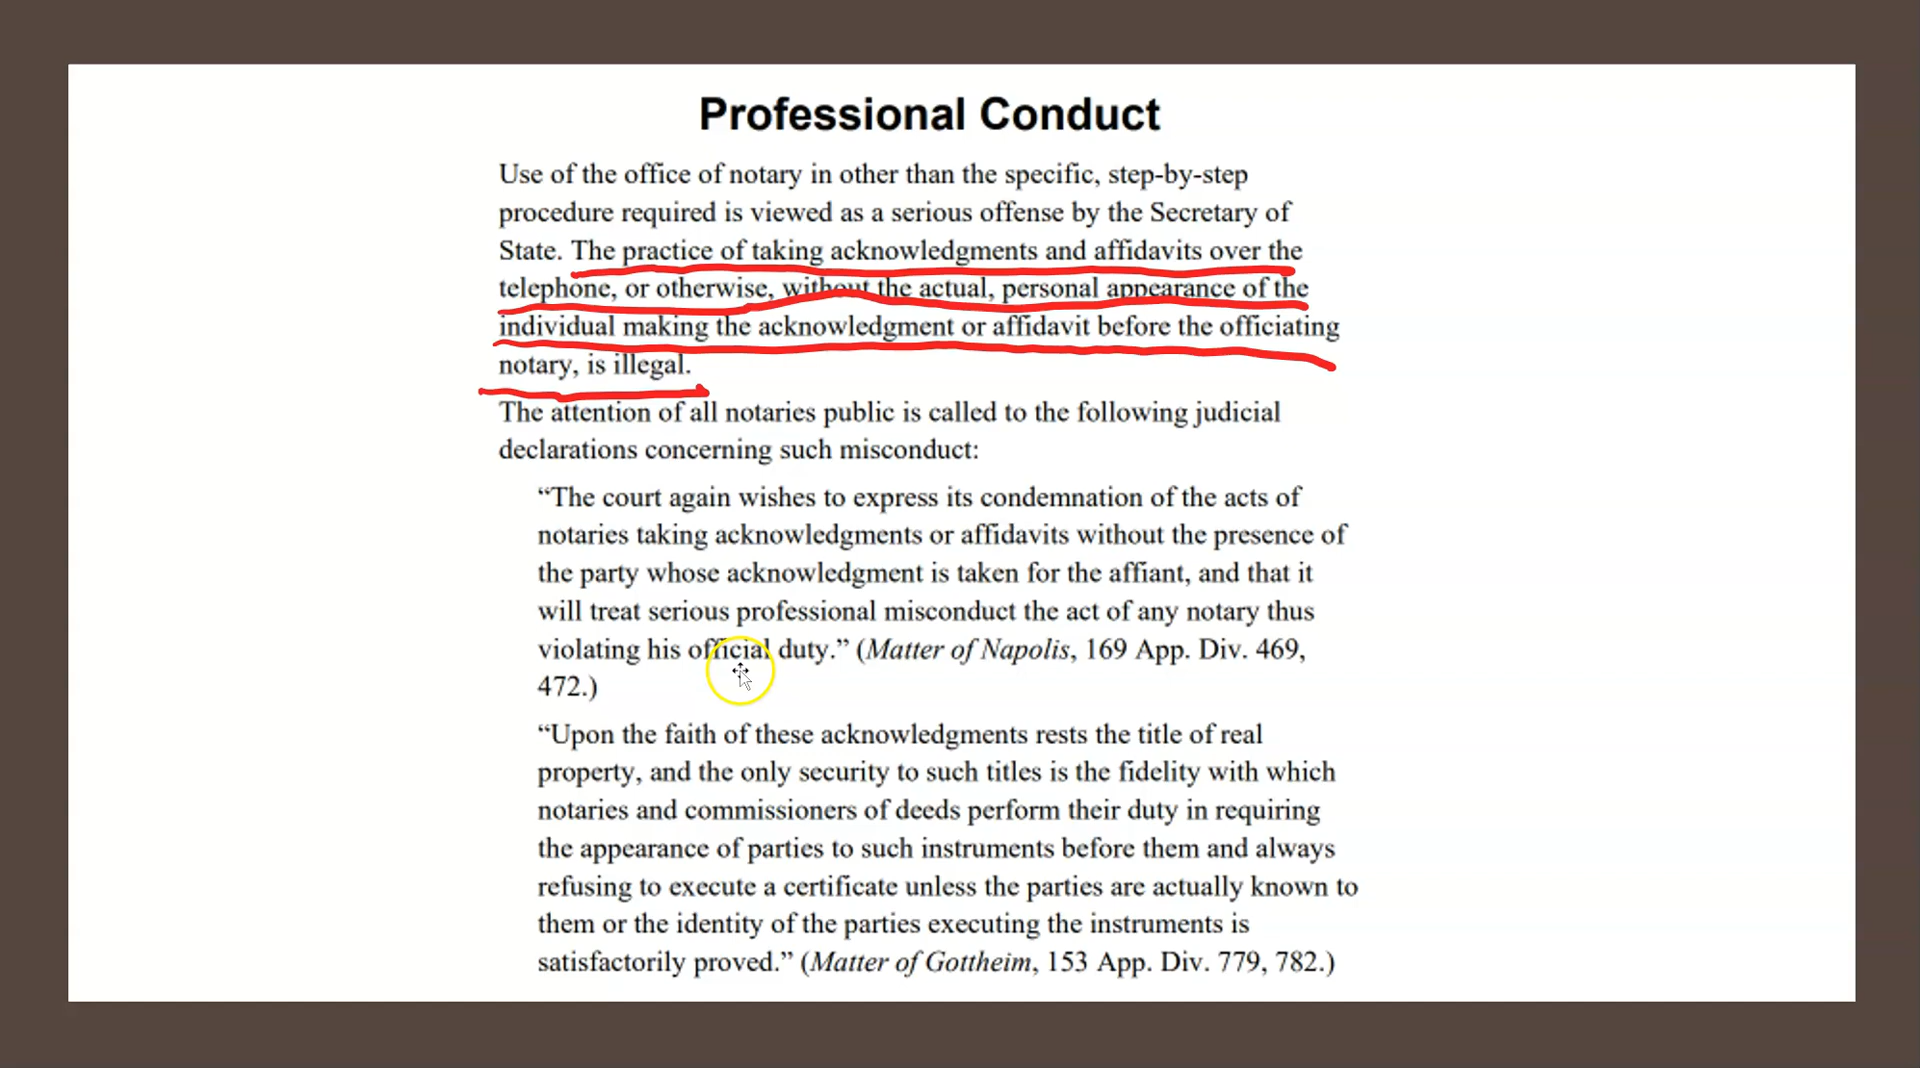 Professional Conduct
Use of the office of notary in other than the specific, step-by-step
procedure required is viewed as a serious offense by the Secretary of
State. The practice of taking acknowledgments and affidavits over the
telephone, or otherwise, without the actual, personal appearance of the
individual making the acknowledgment or affidavit before the officiating
notary, is illegal.
The attention of all notaries public is called to the following judicial
declarations concerning such misconduct:
“The court again wishes to express its condemnation of the acts of
notaries taking acknowledgments or affidavits without the presence of
the party whose acknowledgment is taken for the affiant, and that it
will treat serious professional misconduct the act of any notary thus
violating his official duty.” (Matter of Napolis, 169 App. Div. 469,
472.)
“Upon the faith of these acknowledgments rests the title of real
property, and the only security to such titles is the fidelity with which
notaries and commissioners of deeds perform their duty in requiring
the appearance of parties to such instruments before them and always
refusing to execute a certificate unless the parties are actually known to
them or the identity of the parties executing the instruments is
satisfactorily proved.” (Matter of Gottheim, 153 App. Div. 779, 782.)